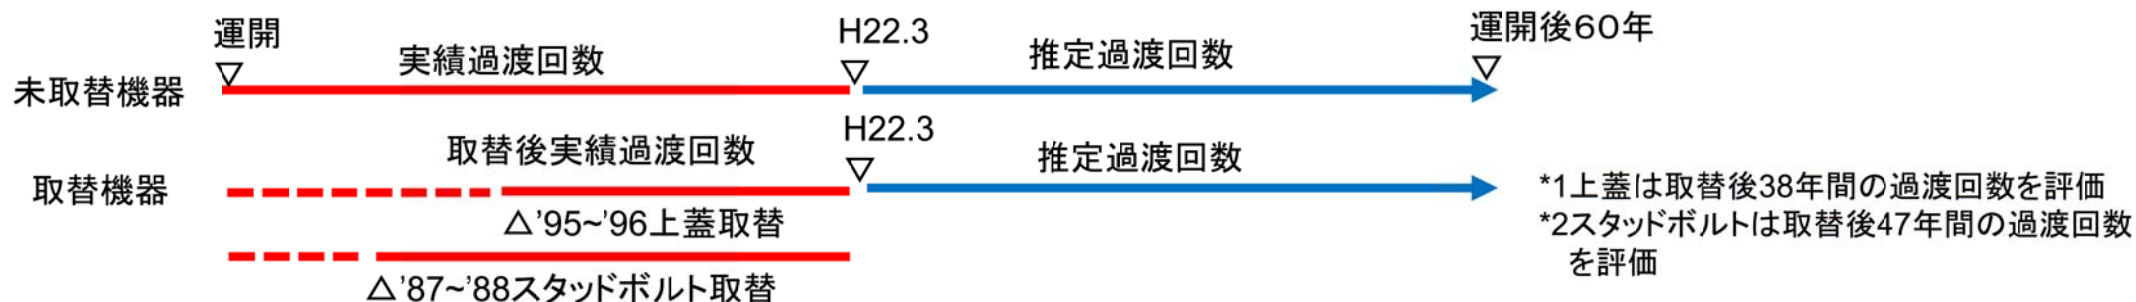 運開
H22.3
運開後60年
▽
実績過渡回数
▽
推定過渡回数
▽
未取替機器
H22.3
取替後実績過渡回数
▽
推定過渡回数
取替機器
*1上蓋は取替後38年間の過渡回数を評価
△'95~'96上蓋取替
*2スタッドボルトは取替後47年間の過渡回数
を評価
△'87~'88スタッドボルト取替